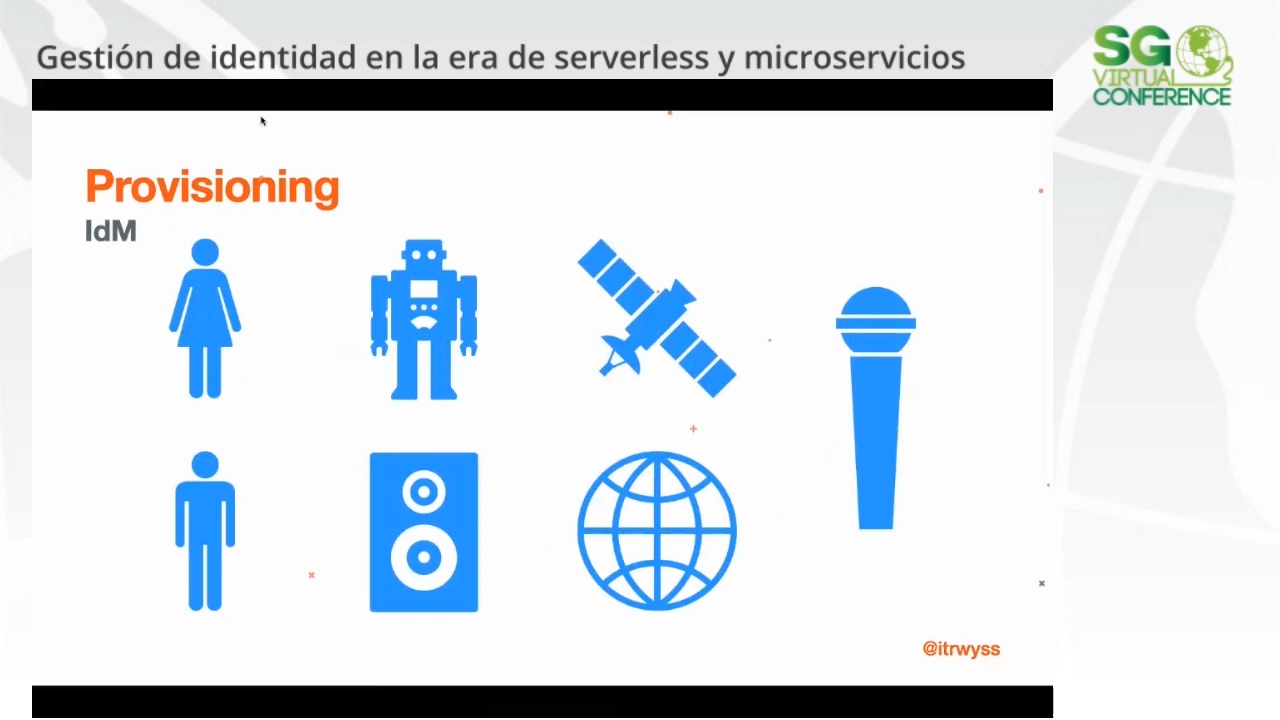 Gestión de identidad en la era de serverless y microservicios
SG
VIRTUAL
CONFERENCE
Provisioning
IdM
@itrwyss